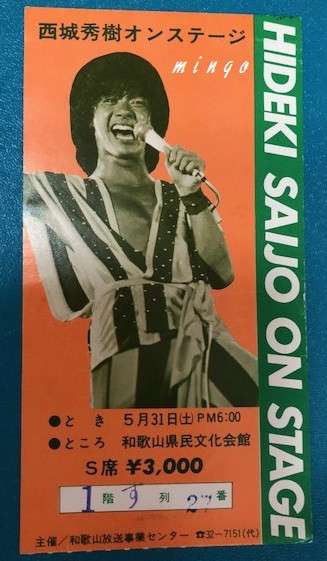 西城秀樹オンステージ
mingo
HIDEKI SAIJO ON STAGE
●とき 5月31日(土)PM6:00
●ところ 和歌山県民文化会館
S席 ¥3,000
1階す列27番
主催/和歌山放送事業センター ☎32-7151(代)